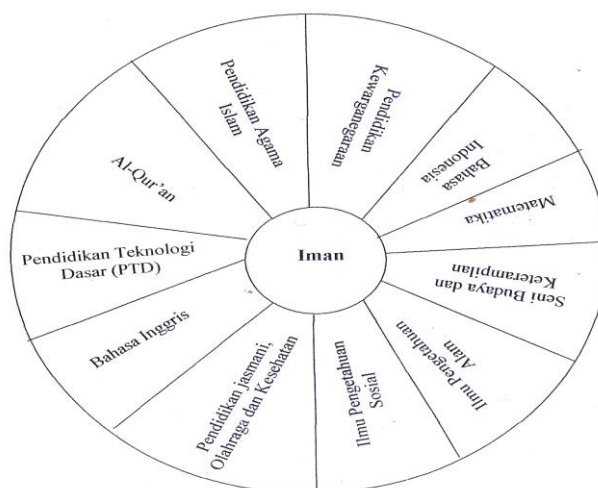 Pendidikan Agama
Islam
Pendidikan
Kewarganegaraan
Bahasa
Indonesia
Matematika
Seni Budaya dan
Keterampilan
Ilmu Pengetahuan
Alam
Ilmu Pengetahuan
Sosial
Pendidikan jasmani,
Olahraga dan Kesehatan
Bahasa Inggris
Pendidikan Teknologi
Dasar (PTD)
Al-Qur'an
Iman